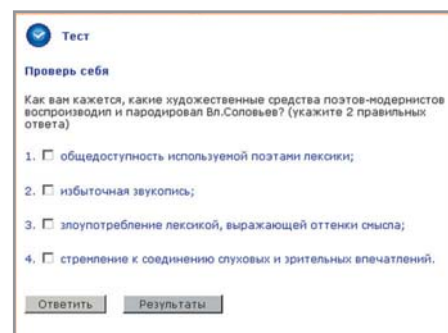 Тест
Проверь себя
Как вам кажется, какие художественные средства поэтов-модернистов
воспроизводил и пародировал Вл.Соловьев? (укажите 2 правильных
ответа)
1. общедоступность используемой поэтами лексики;
2. избыточная звукопись;
3. злоупотребление лексикой, выражающей оттенки смысла;
4. стремление к соединению слуховых и зрительных впечатлений.
Ответить Результаты